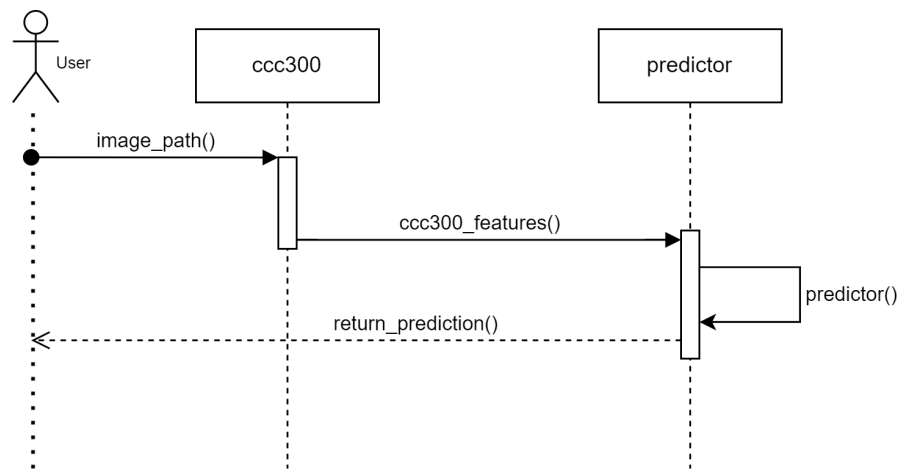 User
ccc300
predictor
image_path()
ccc300_features()
predictor()
return_prediction()